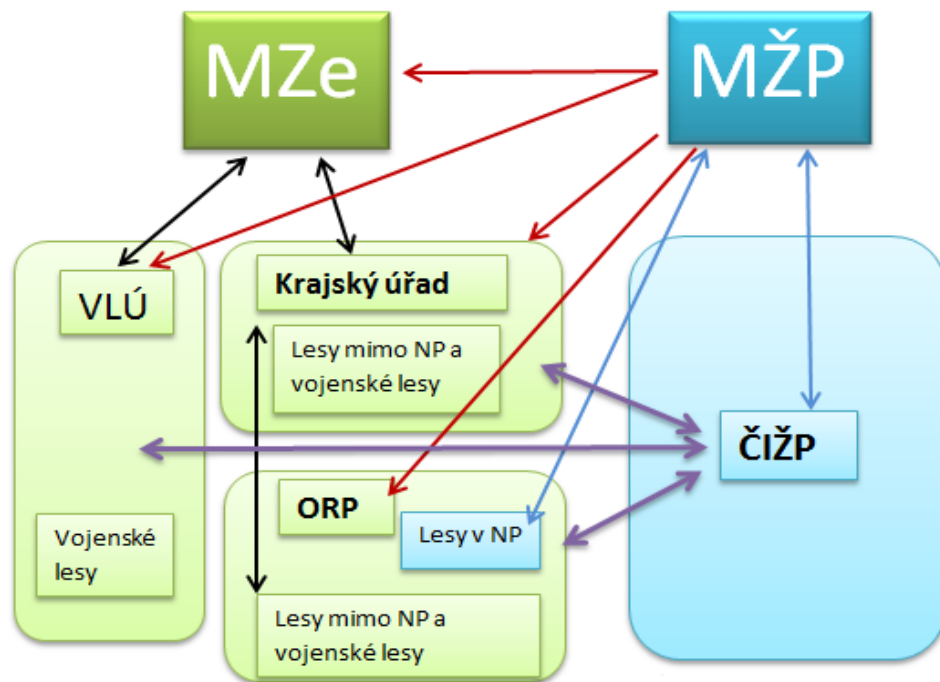 MZe
MŽP
VLÚ
Krajský úřad
Lesy mimo NP a
vojenské lesy
ČIŽP
ORP
Lesy v NP
Vojenské
lesy
Lesy mimo NP a
vojenské lesy